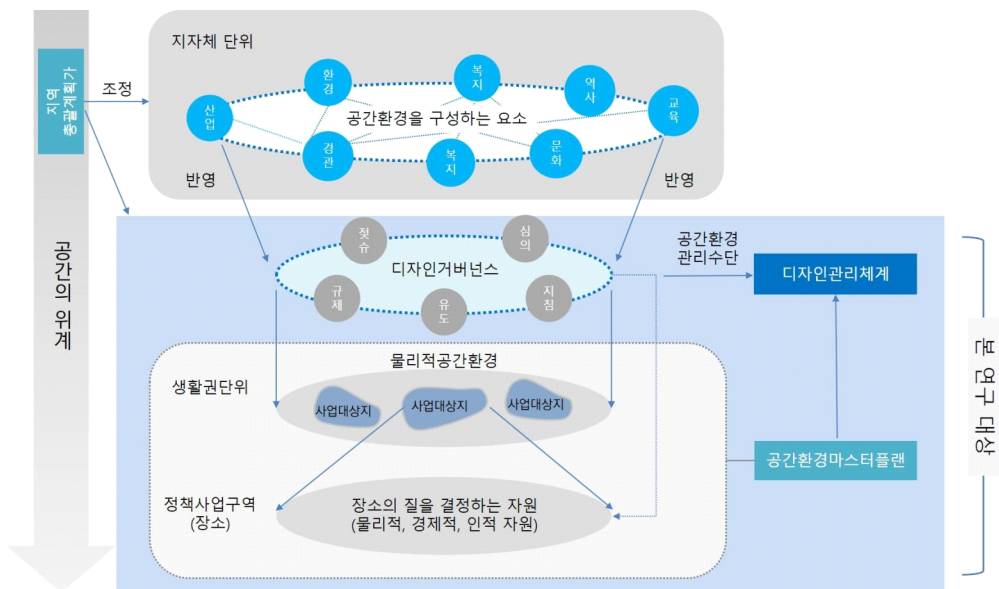 지자체 단위
지역
총괄계획가
조정
환경
복지
역사
산업
교육
공간환경을 구성하는 요소
경관
복지
문화
반영
반영
공간의 위계
젓슈
심의
디자인거버넌스
규제
유도
지침
공간환경
관리수단
디자인관리체계
본 연구 대상
물리적공간환경
생활권단위
사업대상지
사업대상지
사업대상지
공간환경마스터플랜
정책사업구역
(장소)
장소의 질을 결정하는 자원
(물리적, 경제적, 인적 자원)